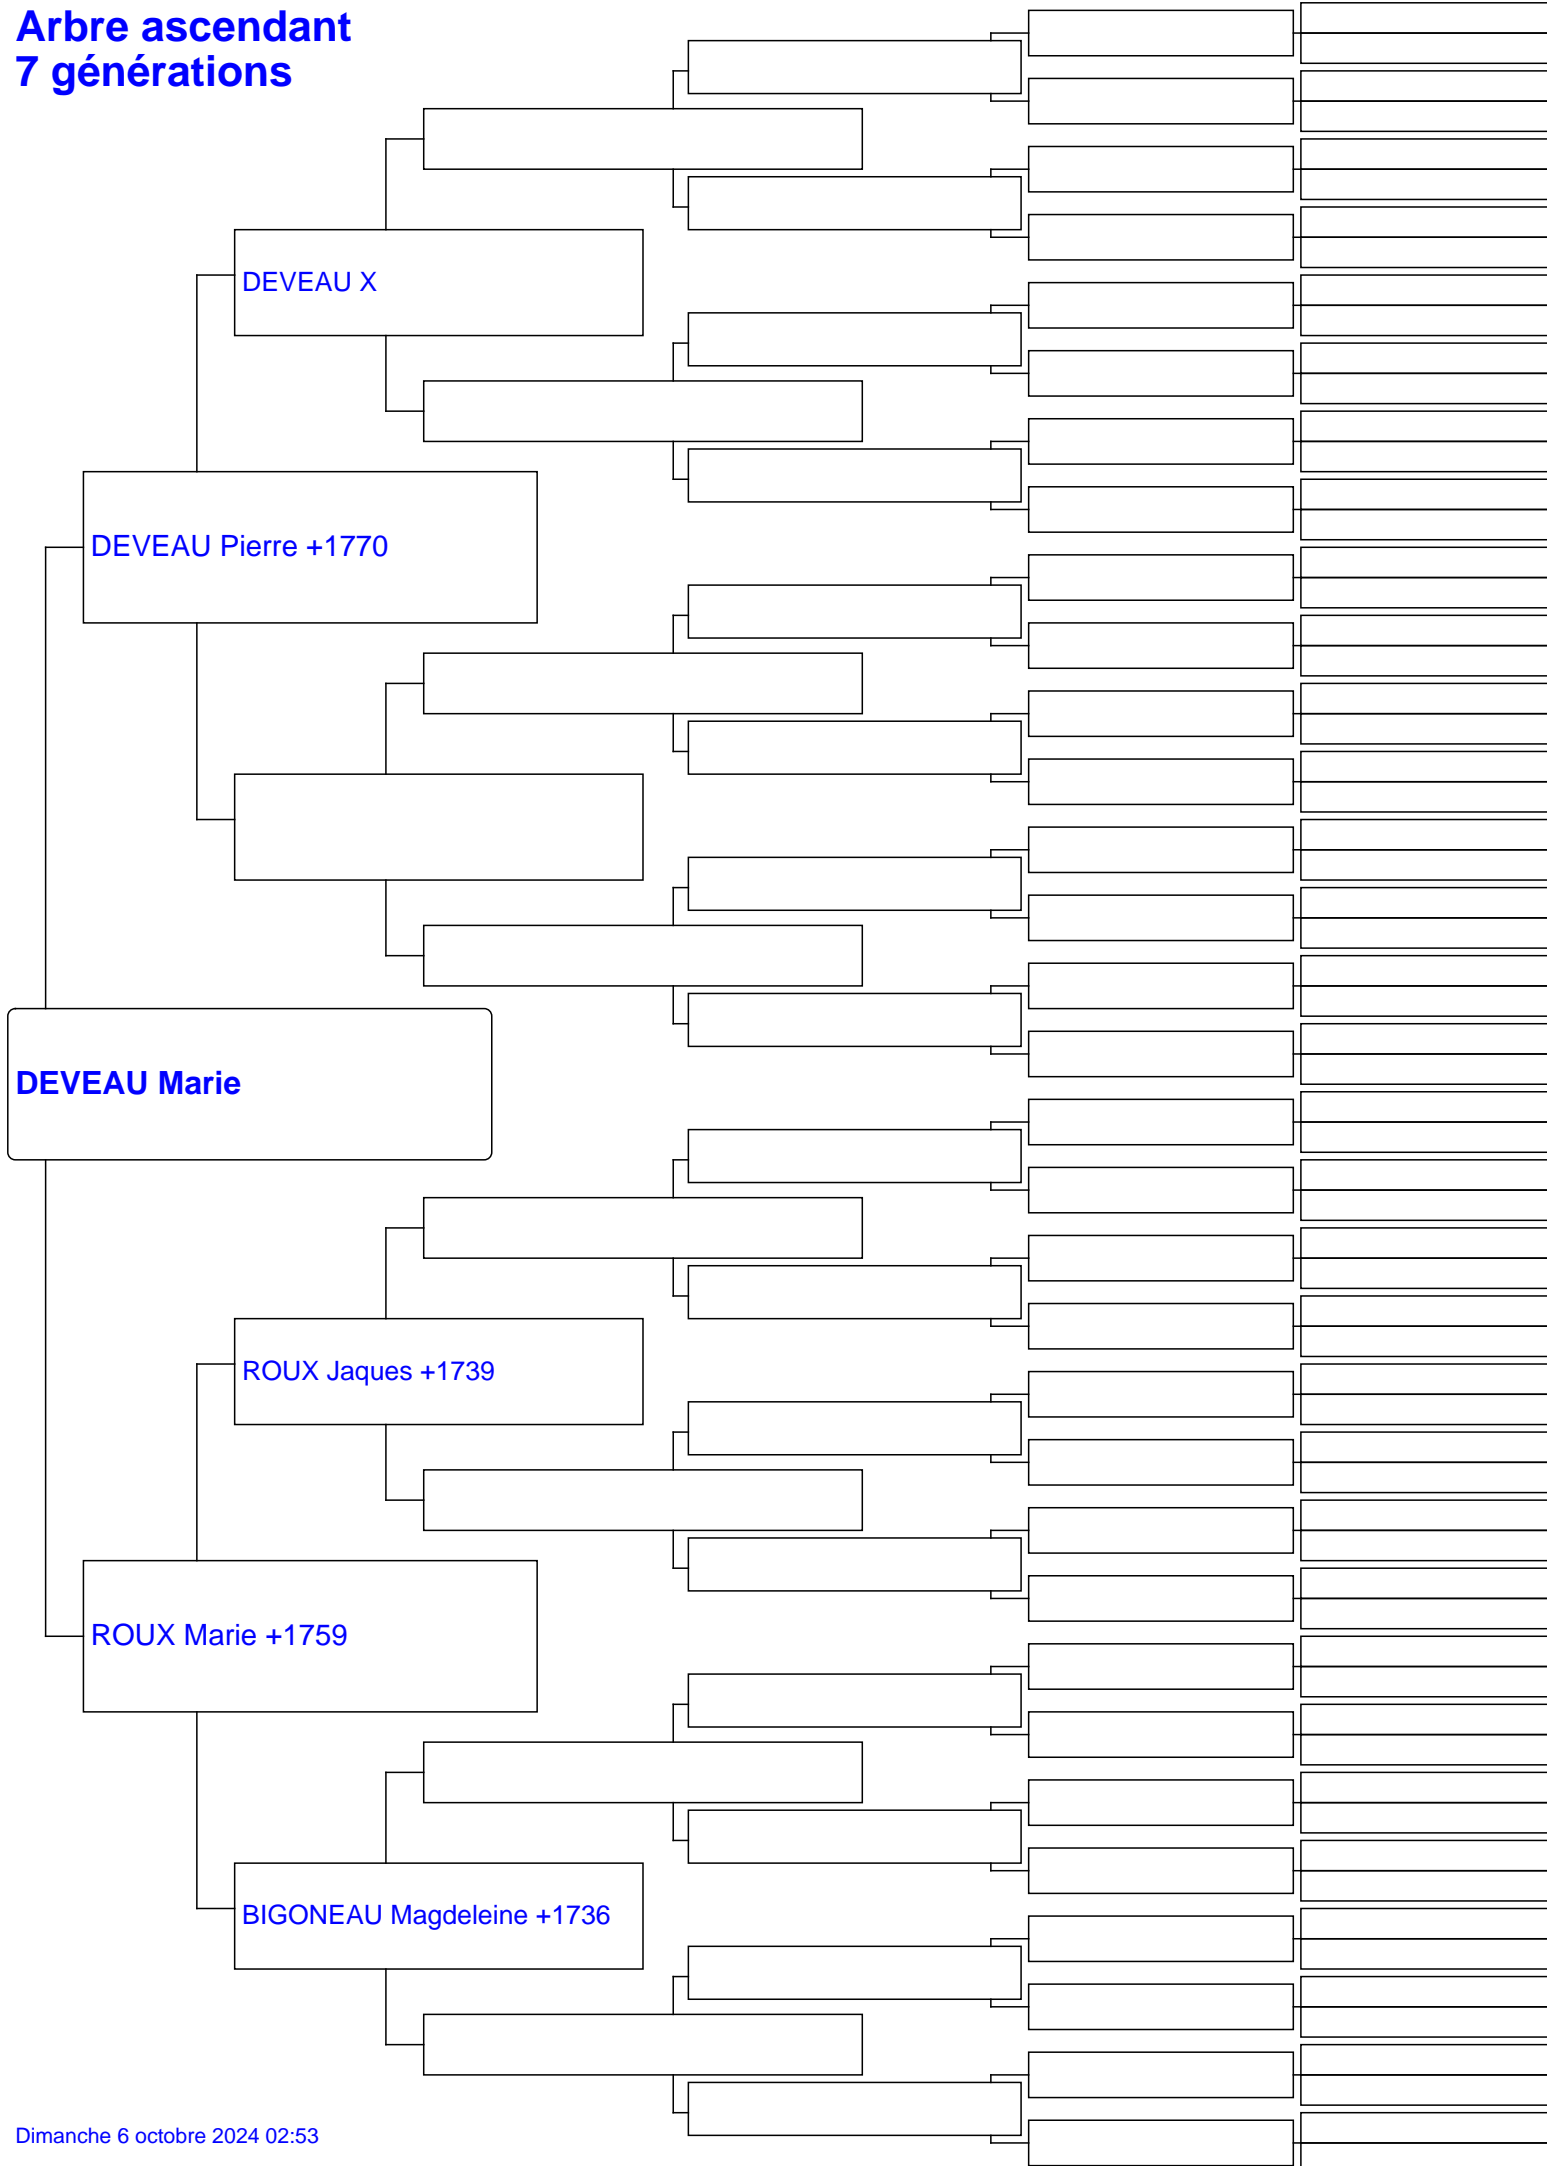 Arbre ascendant
7 générations
DEVEAU X
DEVEAU Pierre +1770
DEVEAU Marie
ROUX Jaques +1739
ROUX Marie +1759
BIGONEAU Magdeleine +1736
Dimanche 6 octobre 2024 02:53